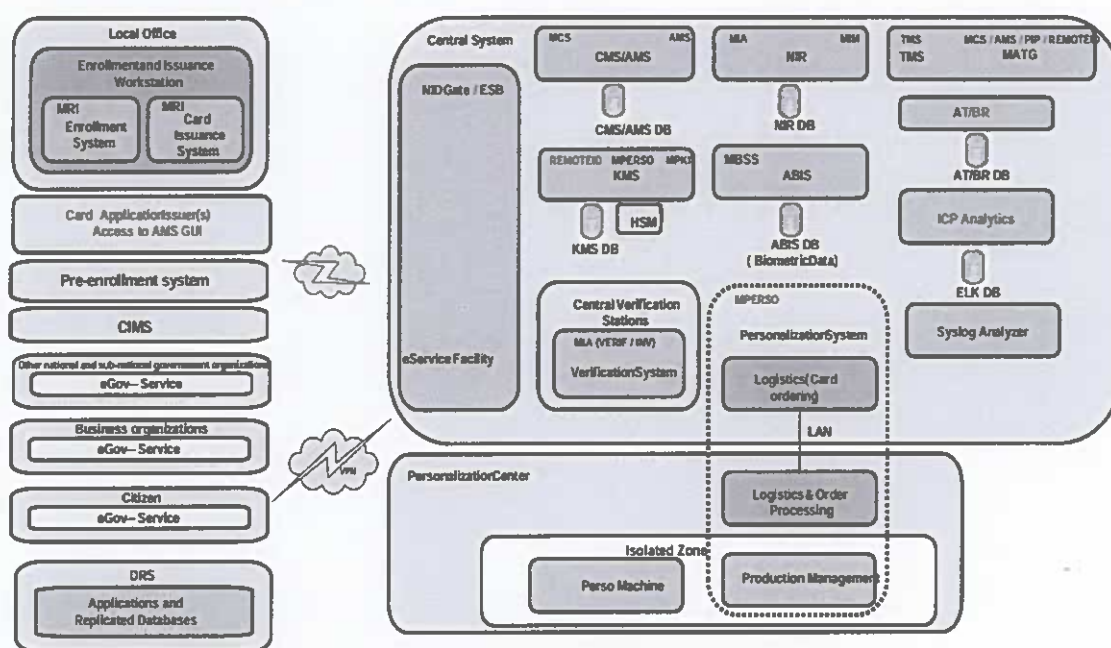 Local Office
Enrollmentand Issuance
Workstation
MRI
Enrollment
System
MRI
Card
Issuance
System
Card ApplicationIssuer(s)
Access to AMS GUI
Pre-enrollment system
CIMS
Other national and sub-national government organizations
eGov– Service
Business organizations
eGov– Service
Citizen
eGov– Service
DRS
Applications and
Replicated Databases
VPN
Central System
NIDGate / ESB
eService Facility
MCS AMS
CMS/AMS
CMS/AMS DB
REMOTEID MPERSO MPKI
KMS
HSM
KMS DB
Central Verification
Stations
MIA (VERIF / INV)
VerificationSystem
MIA MIM
NIR
NIR DB
MBSS
ABIS
ABIS DB
( BiometricData)
MPERSO
PersonalizationSystem
Logistics(Card
ordering)
LAN
TMS MCS / AMS / PIP / REMOTEID
TMS MATG
AT/BR
AT/BR DB
ICP Analytics
ELK DB
Syslog Analyzer
PersonalizationCenter
Logistics & Order
Processing
Isolated Zone
Perso Machine
Production Management